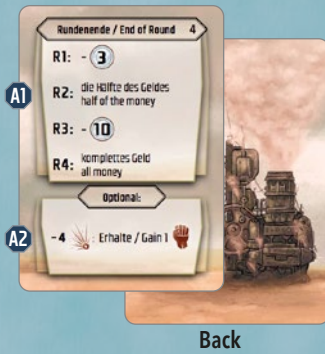 Rundenende / End of Round 4
R1: - 3
A1
R2: die Hälfte des Geldes
half of the money
R3: - 10
R4: komplettes Geld
all money
Optional:
A2
-4 : Erhalte / Gain 1
Back